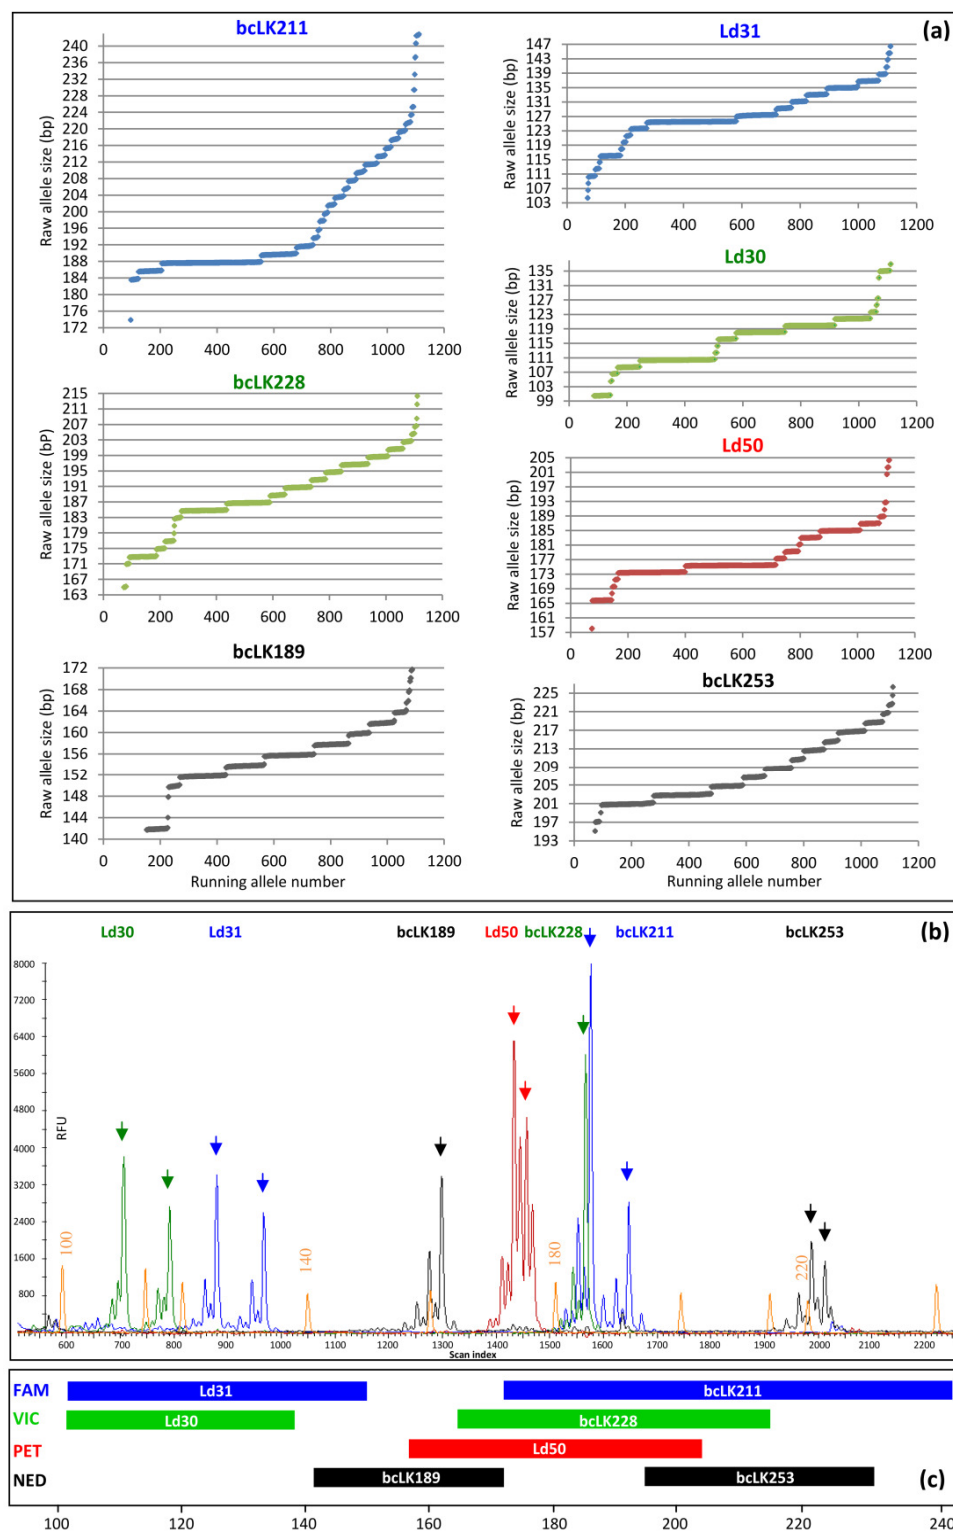 (a)
bcLK211
Raw allele size (bp)
240
236
232
228
224
220
216
212
208
204
200
196
192
188
184
180
176
172
0 200 400 600 800 1000 1200
Ld31
Raw allele size (bp)
147
143
139
135
131
127
123
119
115
111
107
103
0 200 400 600 800 1000 1200
Ld30
Raw allele size (bp)
135
131
127
123
119
115
111
107
103
99
0 200 400 600 800 1000 1200
bcLK228
Raw allele size (bP)
215
211
207
203
199
195
191
187
183
179
175
171
167
163
0 200 400 600 800 1000 1200
Ld50
Raw allele size (bp)
205
201
197
193
189
185
181
177
173
169
165
161
157
0 200 400 600 800 1000 1200
bcLK189
Raw allele size (bp)
172
168
164
160
156
152
148
144
140
0 200 400 600 800 1000 1200
Running allele number
bcLK253
Raw allele size (bp)
225
221
217
213
209
205
201
197
193
0 200 400 600 800 1000 1200
Running allele number
(b)
Ld30 Ld31 bcLK189 Ld50 bcLK228 bcLK211 bcLK253
8000
7200
6400
5600
4800
4000
3200
2400
1600
800
RFU
100 140 180 220
600 700 800 900 1000 1100 1200 1300 1400 1500 1600 1700 1800 1900 2000 2100 2200
Scan index
FAM Ld31 bcLK211
VIC Ld30 bcLK228
PET Ld50
NED bcLK189 bcLK253
(c)
100 120 140 160 180 200 220 240